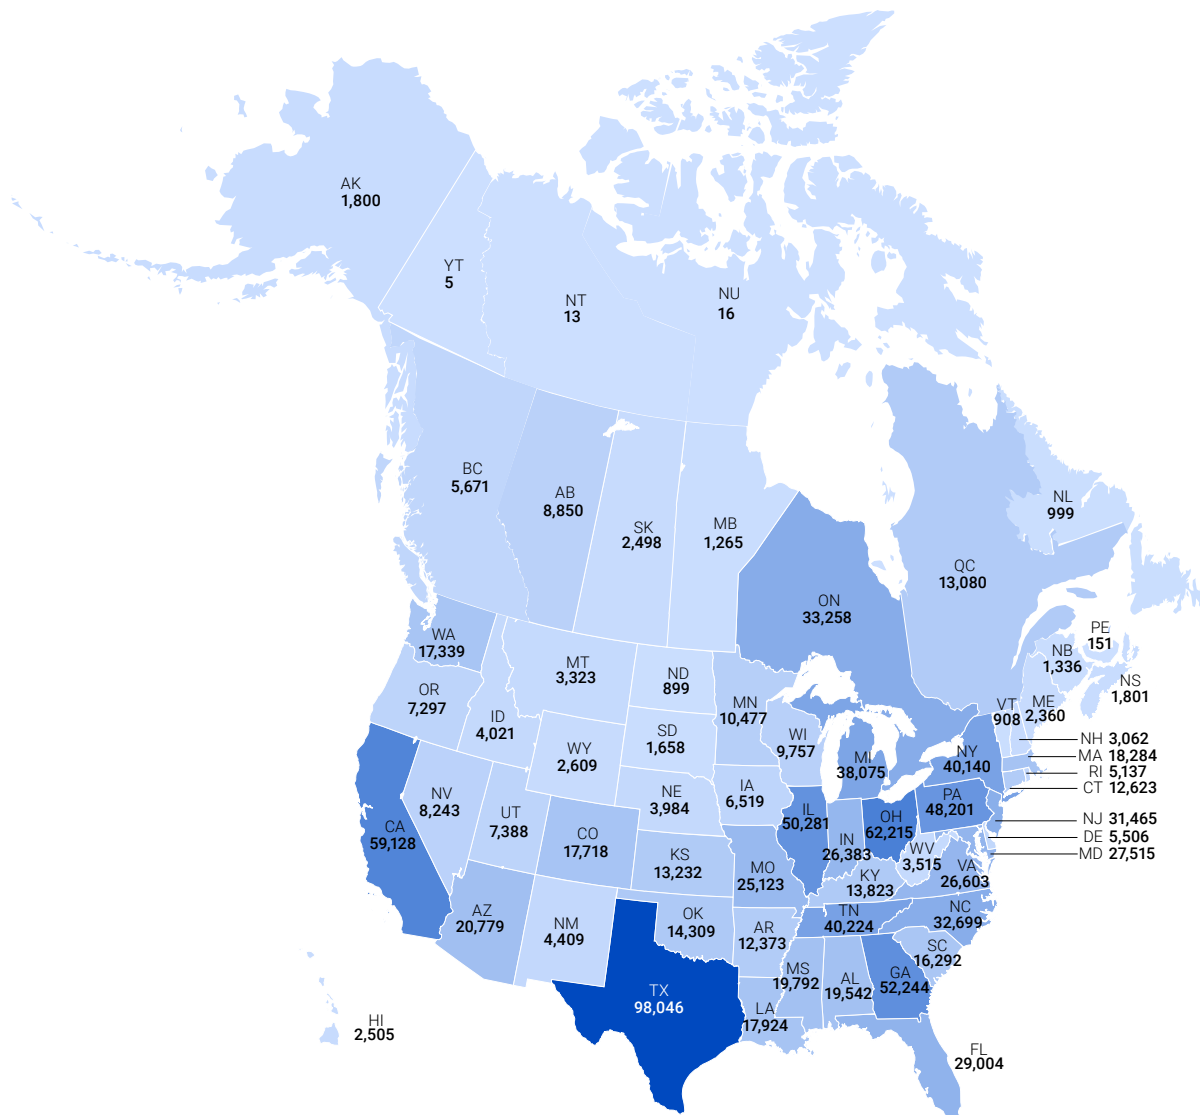 AK
1,800
YT
5
NT
13
NU
16
BC
5,671
AB
8,850
SK
2,498
MB
1,265
NL
999
QC
13,080
ON
33,258
PE
151
NB
1,336
NS
1,801
WA
17,339
MT
3,323
ND
899
MN
10,477
VT
908
ME
2,360
OR
7,297
ID
4,021
SD
1,658
WI
9,757
NH 3,062
WY
2,609
MI
38,075
NY
40,140
MA 18,284
RI 5,137
CT 12,623
NV
8,243
NE
3,984
IA
6,519
PA
48,201
CA
59,128
UT
7,388
CO
17,718
IL
50,281
OH
62,215
NJ 31,465
DE 5,506
MD 27,515
KS
13,232
MO
25,123
IN
26,383
WV
3,515
VA
26,603
KY
13,823
AZ
20,779
NM
4,409
OK
14,309
AR
12,373
TN
40,224
NC
32,699
SC
16,292
TX
98,046
LA
17,924
MS
19,792
AL
19,542
GA
52,244
HI
2,505
FL
29,004